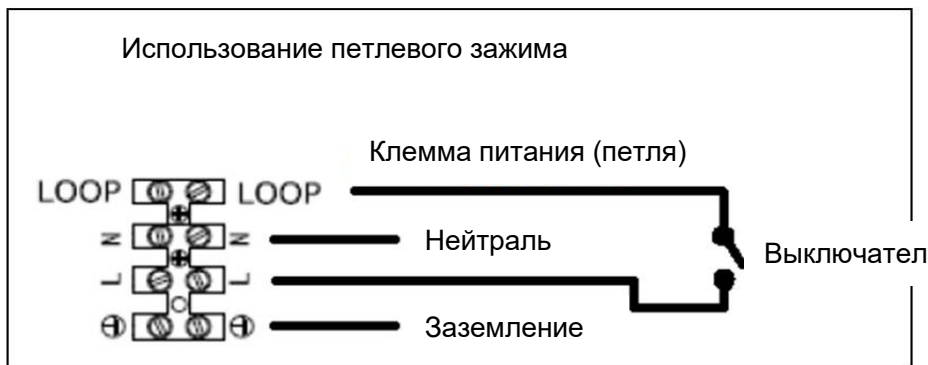 Использование петлевого зажима
Клемма питания (петля)
LOOP LOOP
N N Нейтраль
Выключател
L L
Заземление